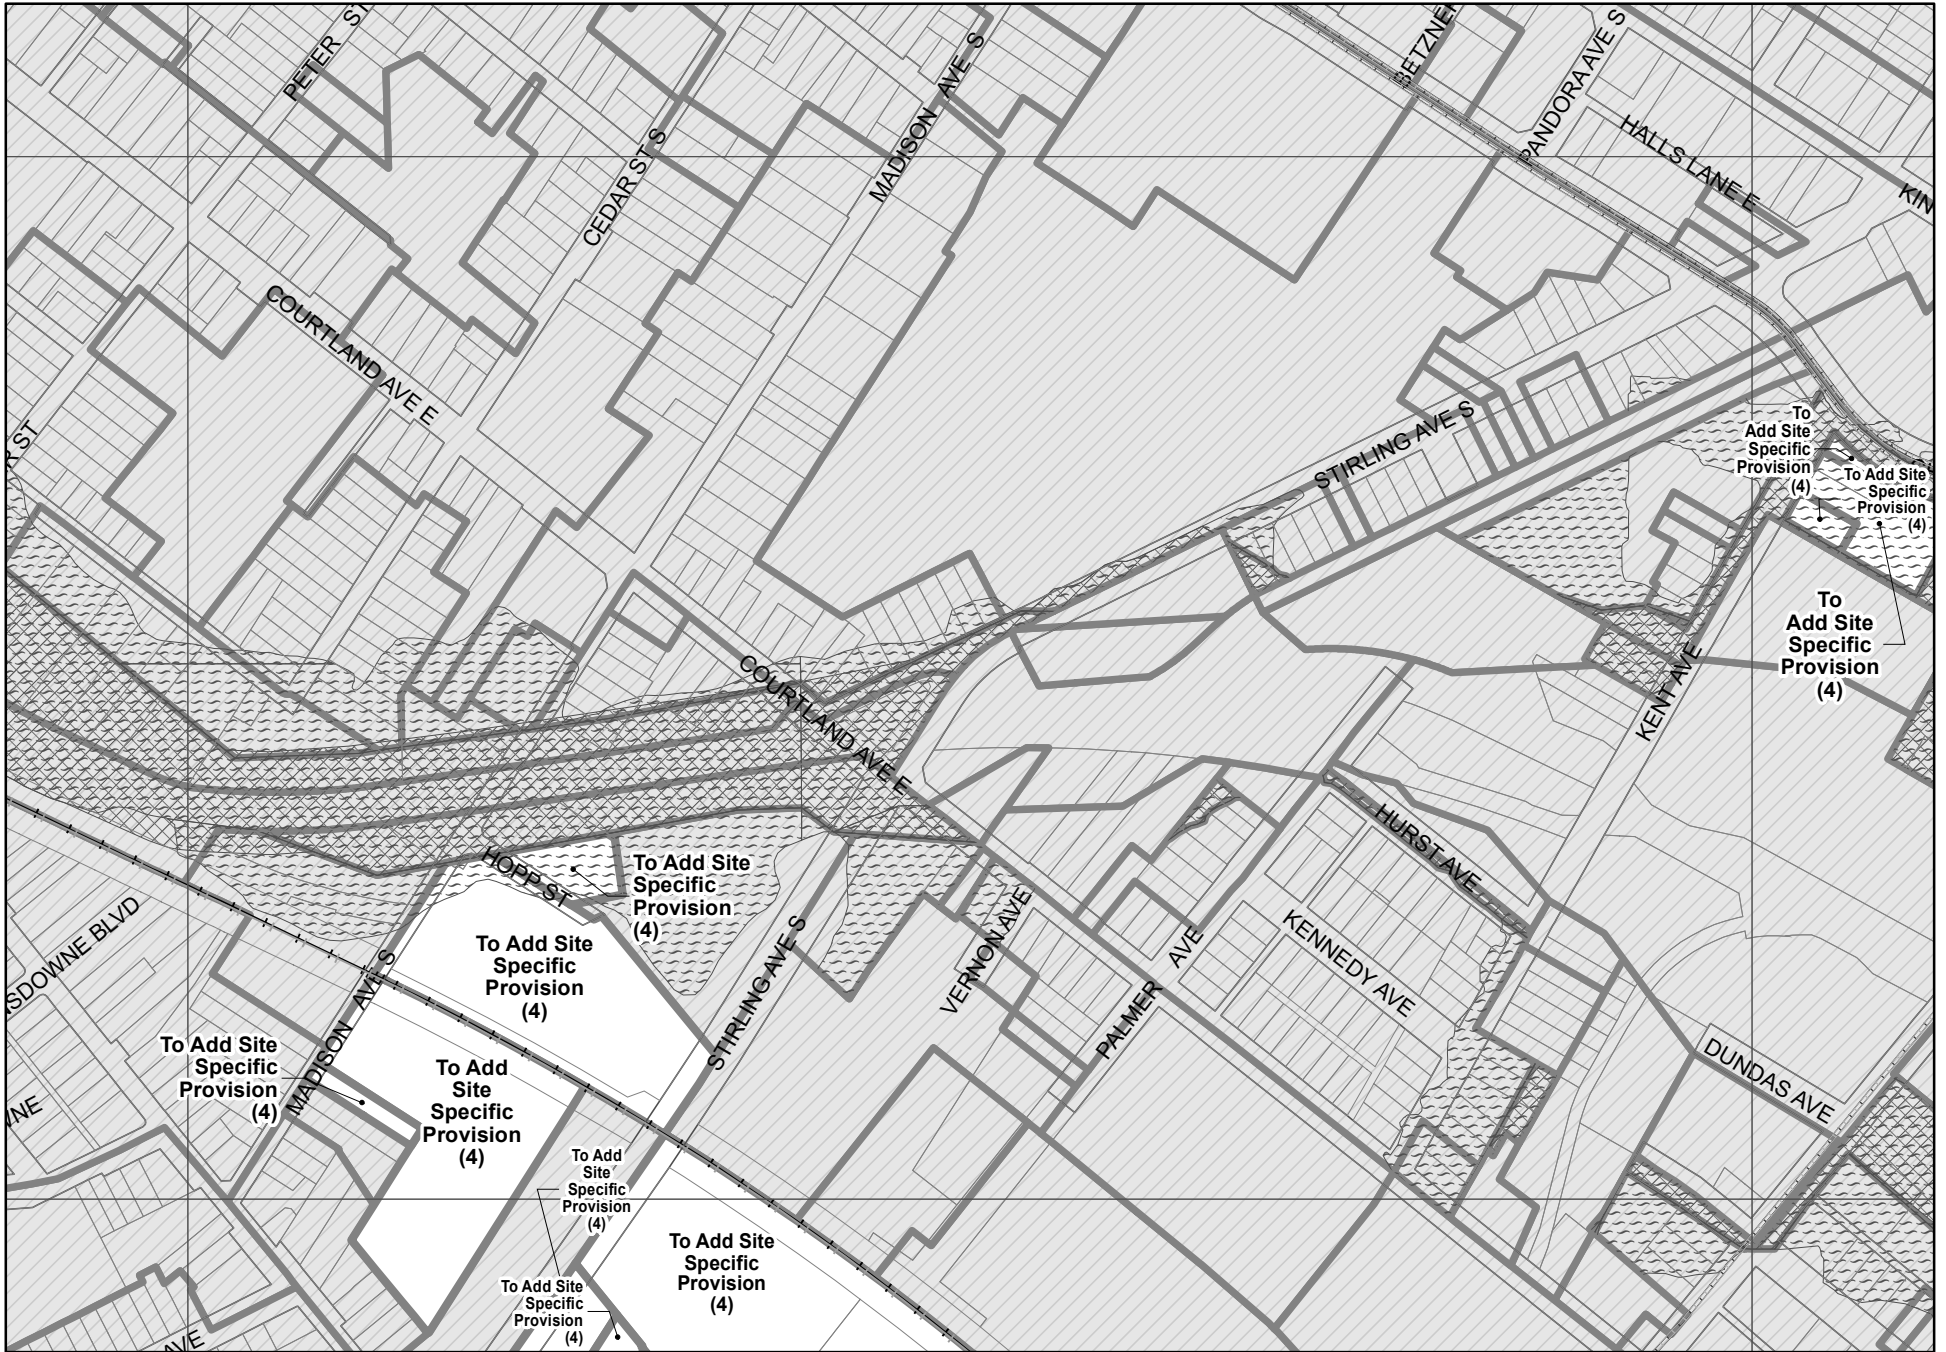 PETER ST
CEDAR ST S
MADISON AVE S
BETZNER
PANDORA AVE S
HALLS LANE E
KIN
COURTLAND AVE E
R ST
STIRLING AVE S
To
Add Site
Specific
Provision
(4)
To Add Site
Specific
Provision
(4)
To
Add Site
Specific
Provision
(4)
KENT AVE
COURTLAND AVE E
HURST AVE
HOPP ST
To Add Site
Specific
Provision
(4)
SDOWNE BLVD
To Add Site
Specific
Provision
(4)
STIRLING AVE S
VERNON AVE
PALMER AVE
KENNEDY AVE
MADISON AVE S
To Add Site
Specific
Provision
(4)
To Add
Site
Specific
Provision
(4)
DUNDAS AVE
NE
To Add
Site
Specific
Provision
(4)
To Add Site
Specific
Provision
(4)
To Add Site
Specific
Provision
(4)
AVE